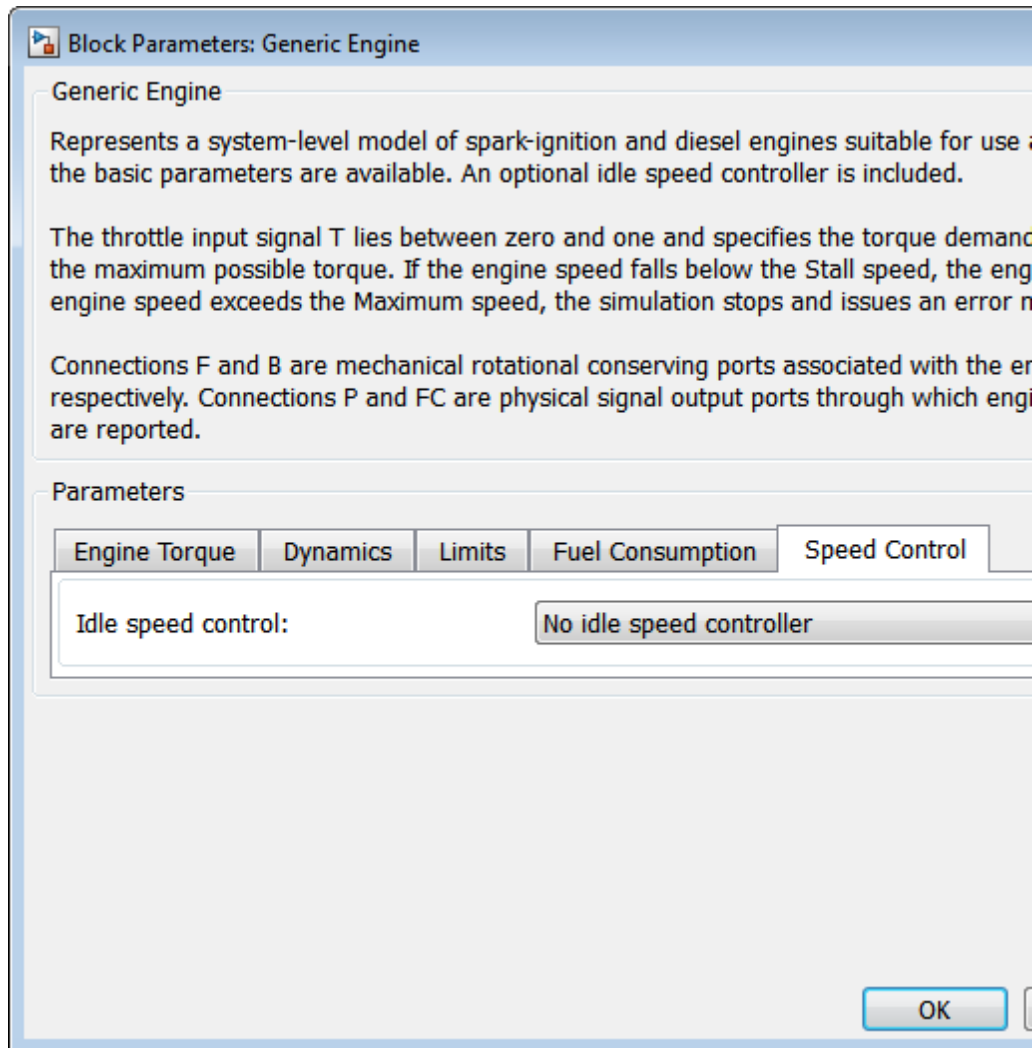 Block Parameters: Generic Engine
Generic Engine
Represents a system-level model of spark-ignition and diesel engines suitable for use
the basic parameters are available. An optional idle speed controller is included.
The throttle input signal T lies between zero and one and specifies the torque demand
the maximum possible torque. If the engine speed falls below the Stall speed, the
engine speed exceeds the Maximum speed, the simulation stops and issues an error
Connections F and B are mechanical rotational conserving ports associated with the
respectively. Connections P and FC are physical signal output ports through which
are reported.
Parameters
Engine Torque Dynamics Limits Fuel Consumption Speed Control
Idle speed control: No idle speed controller
OK